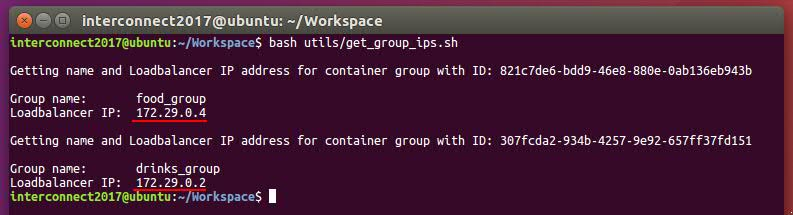 interconnect2017@ubuntu: ~/Workspace
interconnect2017@ubuntu:~/Workspace$ bash utils/get_group_ips.sh
Getting name and Loadbalancer IP address for container group with ID: 821c7de6-bdd9-46e8-880e-0ab136eb943b
Group name: food_group
Loadbalancer IP: 172.29.0.4
Getting name and Loadbalancer IP address for container group with ID: 307fcda2-934b-4257-9e92-657ff37fd151
Group name: drinks_group
Loadbalancer IP: 172.29.0.2
interconnect2017@ubuntu:~/Workspace$